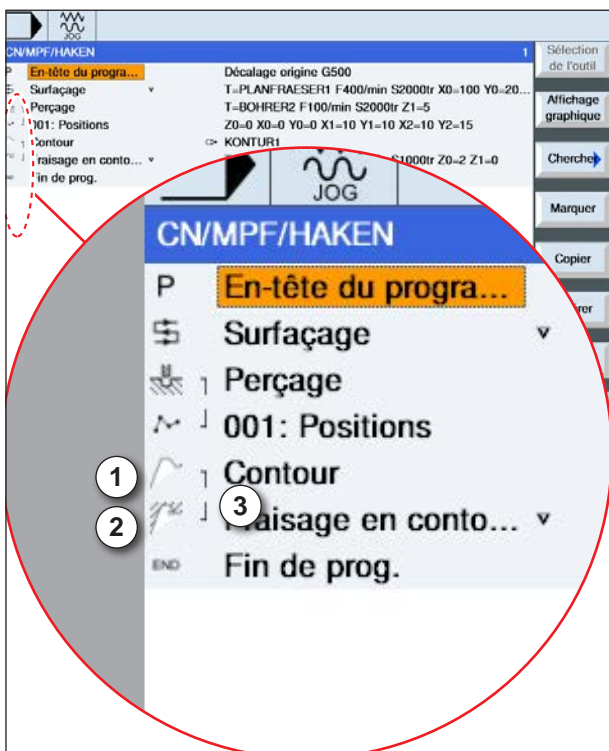 JOG
CN/MPF/HAKEN 1
P En-tête du progra... Décalage origine G500
Surfaçage T=PLANFRAESER1 F400/min S2000tr X0=100 Y0=20...
Perçage T=BOHRER2 F100/min S2000tr Z1=5
001: Positions Z0=0 X0=0 Y0=0 X1=10 Y1=10 X2=10 Y2=15
Contour KONTUR1
Fraisage en conto... S1000tr Z0=2 Z1=0
Fin de prog.
Sélection
de l'outil
Affichage
graphique
Marquer
Copier
JOG
CN/MPF/HAKEN
P En-tête du progra...
Surfaçage
Perçage
001: Positions
1 Contour
2 3 Fraisage en conto...
END Fin de prog.